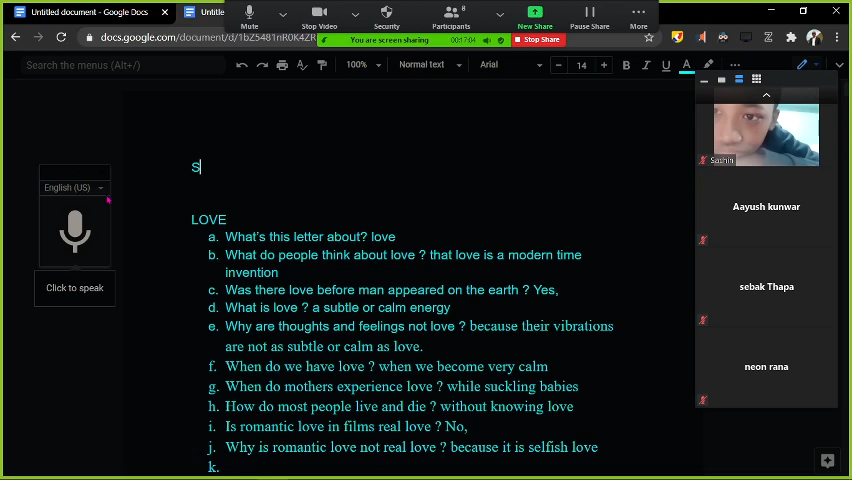 Untitled document - Google Docs
Untitled
Mute
Stop Video
Security
8
Participants
New Share
Pause Share
More
docs.google.com/document/d/1bZ5481nR0K4ZR
You are screen sharing
00:17:04
Stop Share
Search the menus (Alt+/)
100%
Normal text
Arial
14
B I U A
S
English (US)
Click to speak
LOVE
a. What's this letter about? love
b. What do people think about love ? that love is a modern time
invention
c. Was there love before man appeared on the earth ? Yes,
d. What is love ? a subtle or calm energy
e. Why are thoughts and feelings not love ? because their vibrations
are not as subtle or calm as love.
f. When do we have love ? when we become very calm
g. When do mothers experience love ? while suckling babies
h. How do most people live and die ? without knowing love
i. Is romantic love in films real love ? No,
j. Why is romantic love not real love ? because it is selfish love
k.
Sashin
Aayush kunwar
sebak Thapa
neon rana